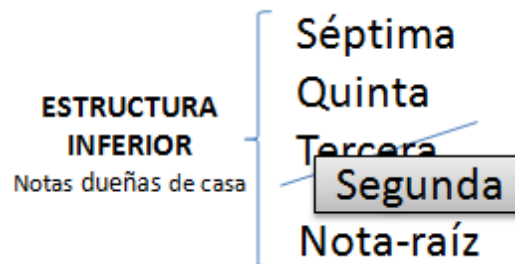 ESTRUCTURA
INFERIOR
Notas dueñas de casa
Séptima
Quinta
Tercera
Segunda
Nota-raíz